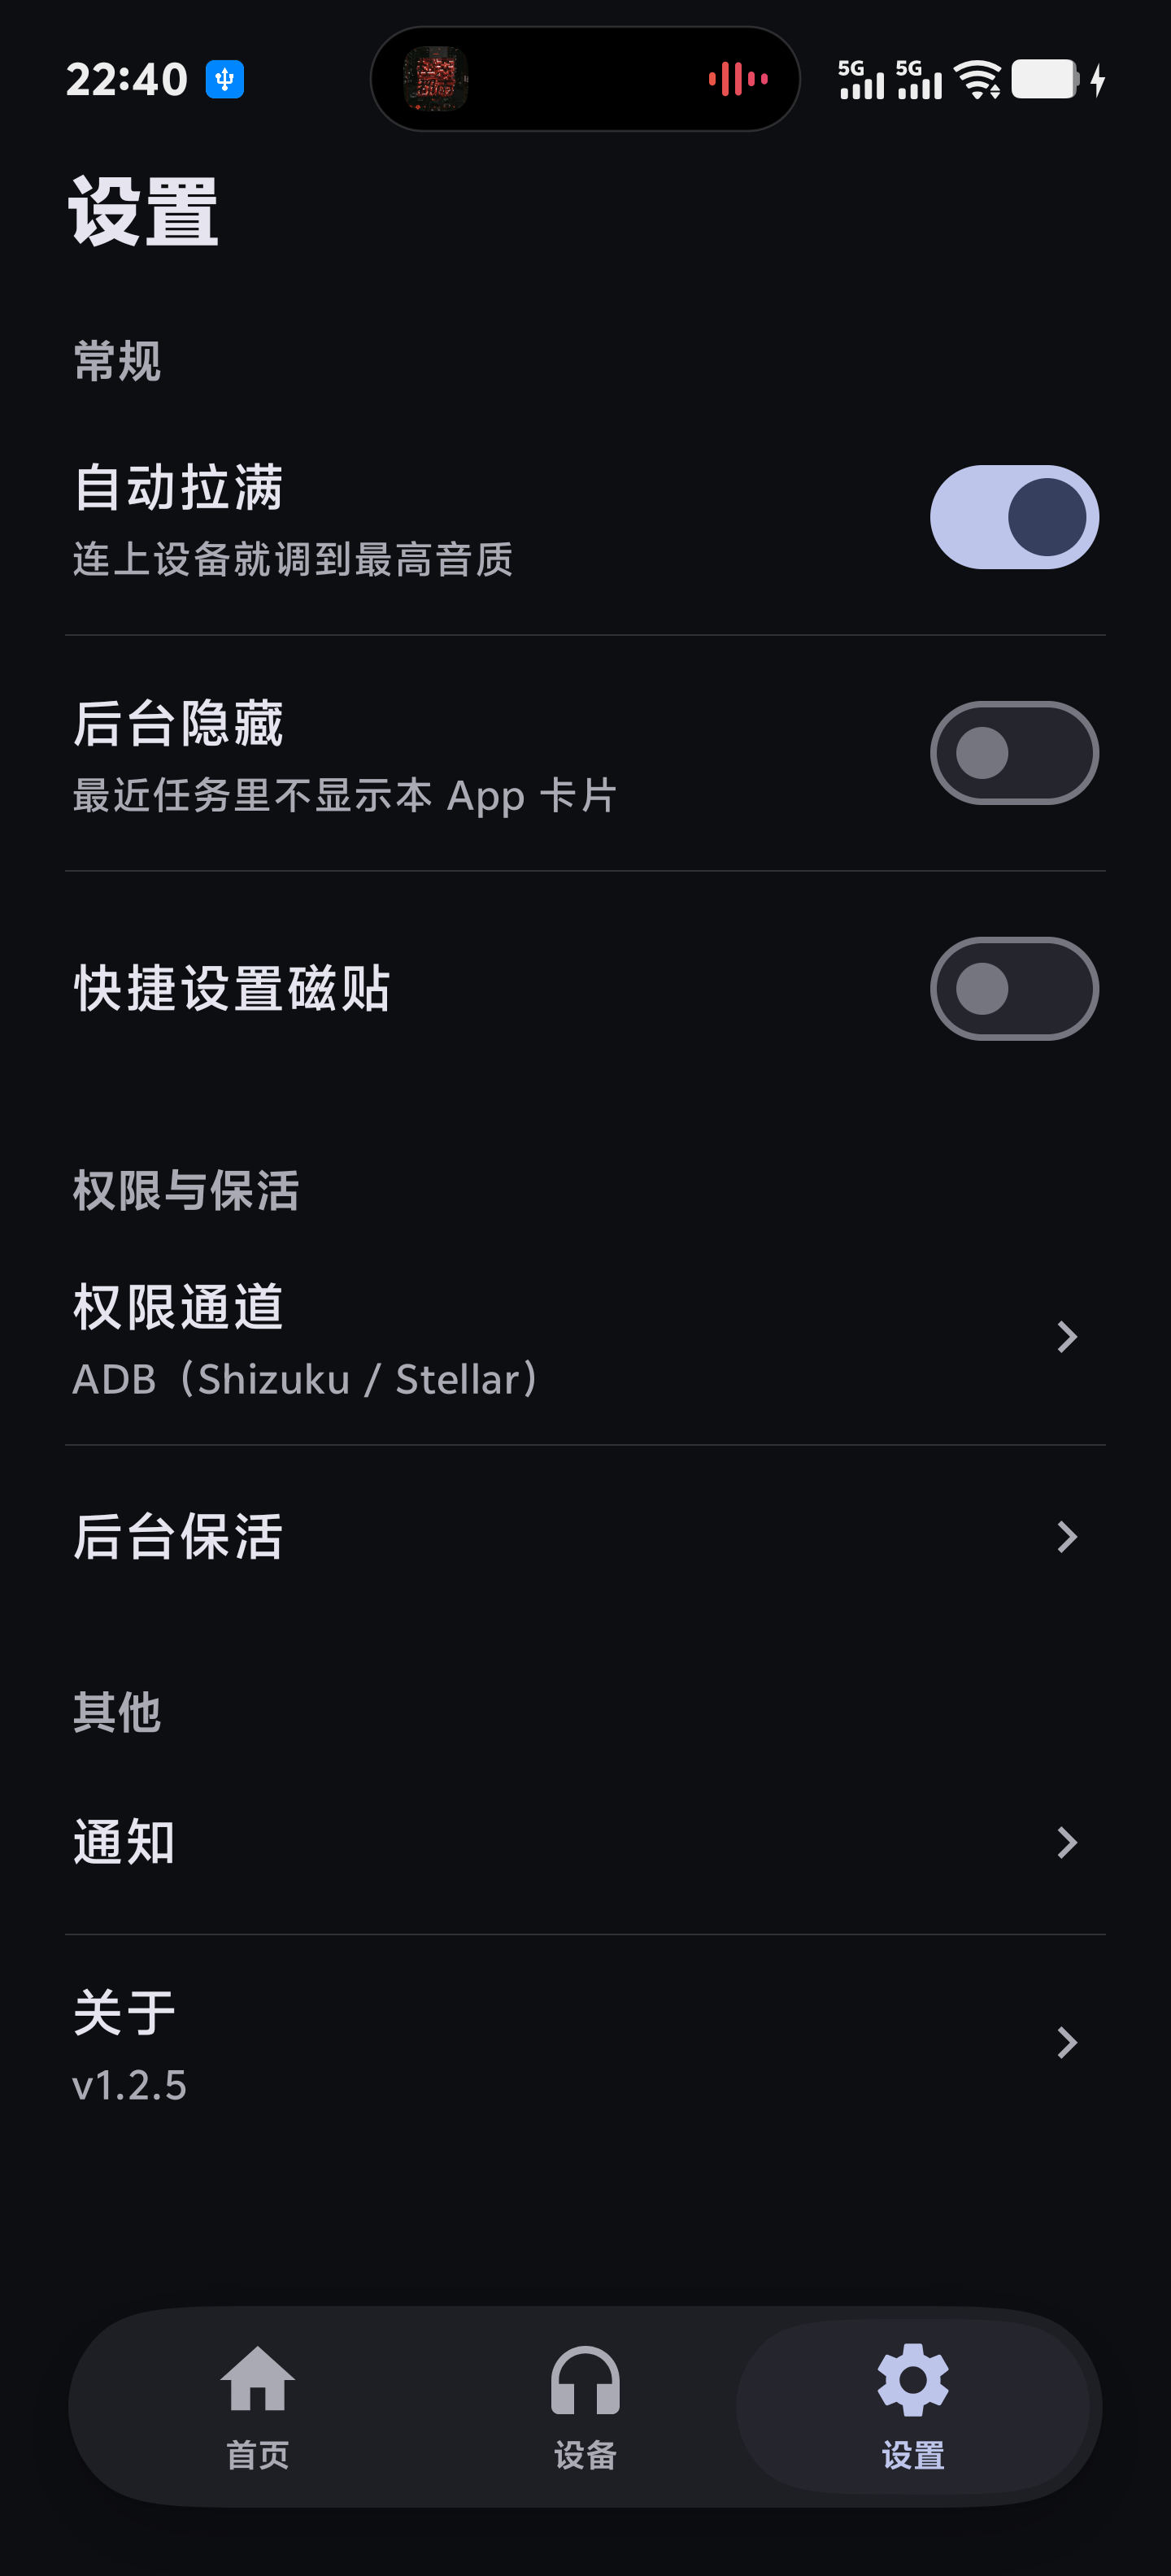 22:40
5G 5G
设置
常规
自动拉满
连上设备就调到最高音质
后台隐藏
最近任务里不显示本 App 卡片
快捷设置磁贴
权限与保活
权限通道
ADB（Shizuku / Stellar）
后台保活
其他
通知
关于
v1.2.5
首页 设备 设置